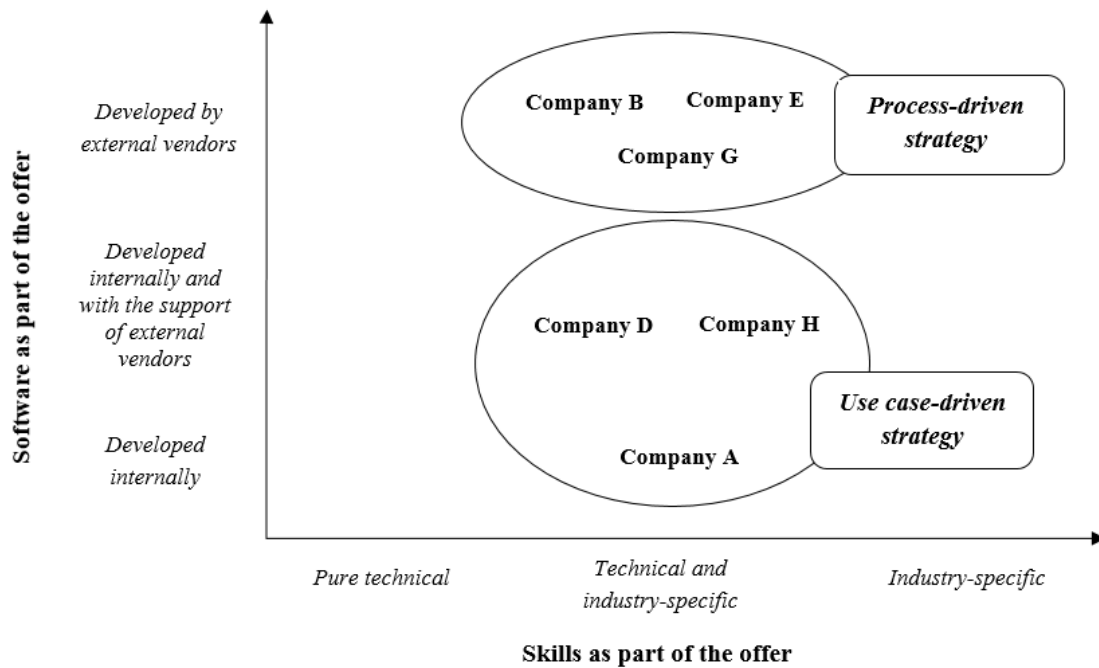 Software as part of the offer
Developed by
external vendors
Developed
internally and
with the support
of external
vendors
Developed
internally
Company B
Company E
Company G
Process-driven
strategy
Company D
Company H
Company A
Use case-driven
strategy
Pure technical
Technical and
industry-specific
Industry-specific
Skills as part of the offer